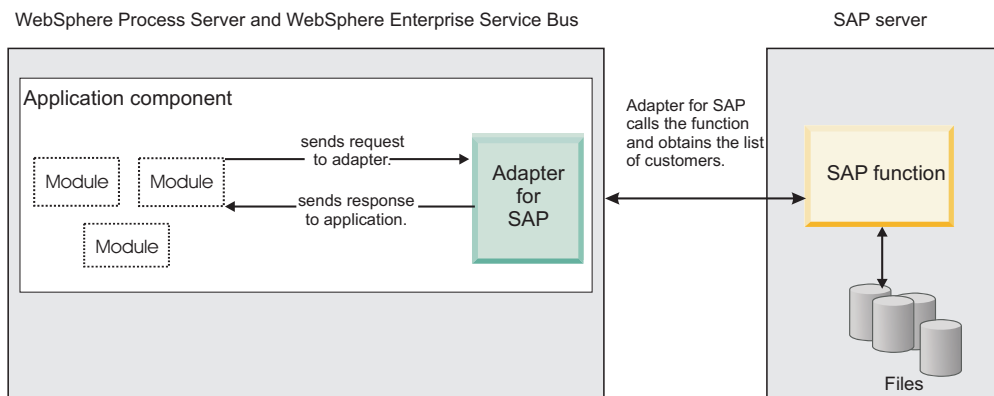 WebSphere Process Server and WebSphere Enterprise Service Bus
SAP server
Application component
sends request
to adapter.
Module
Module
Module
sends response
to application.
Adapter
for
SAP
Adapter for SAP
calls the function
and obtains the list
of customers.
SAP function
Files